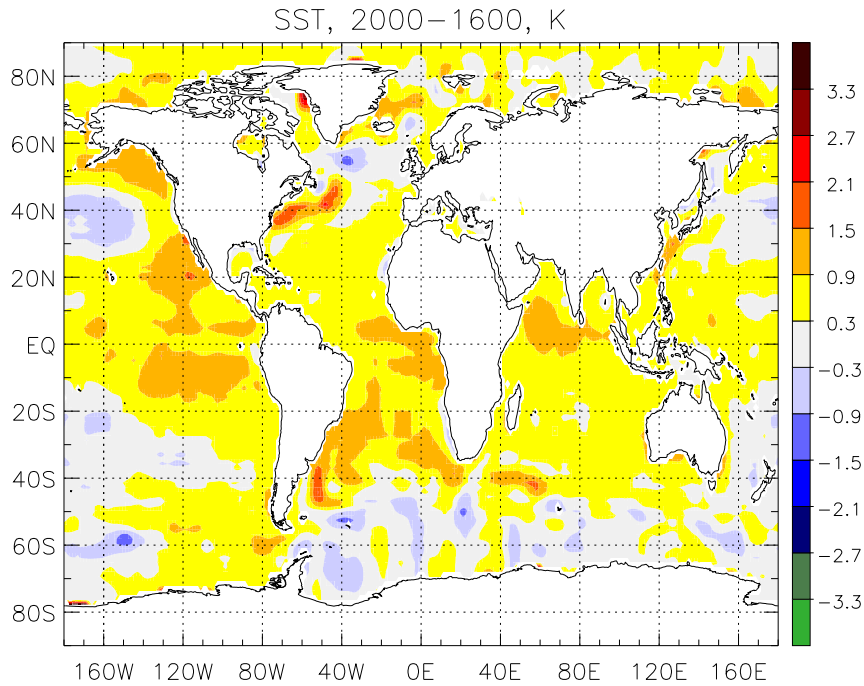 SST, 2000−1600, K
80N
60N
40N
20N
EQ
20S
40S
60S
80S
160W 120W 80W 40W 0E 40E 80E 120E 160E
3.3
2.7
2.1
1.5
0.9
0.3
−0.3
−0.9
−1.5
−2.1
−2.7
−3.3